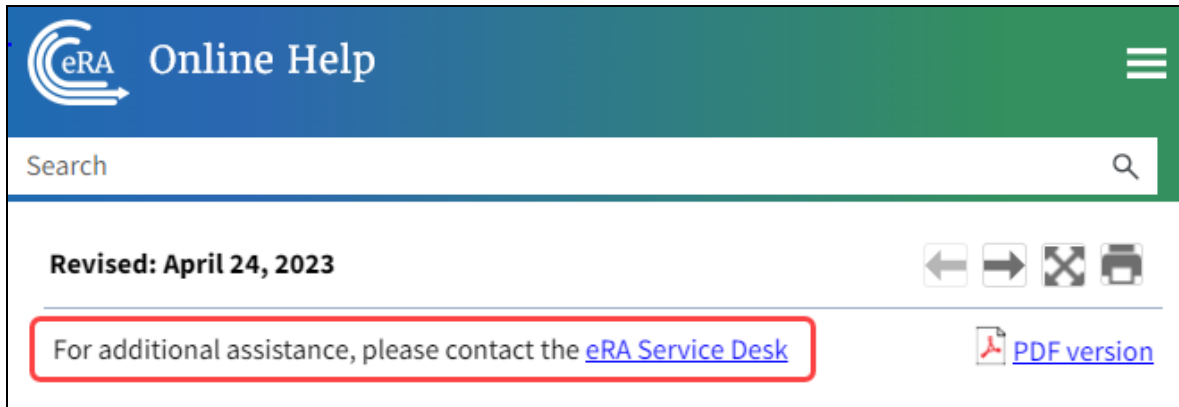 eRA Online Help
Search
Revised: April 24, 2023
For additional assistance, please contact the eRA Service Desk
PDF version